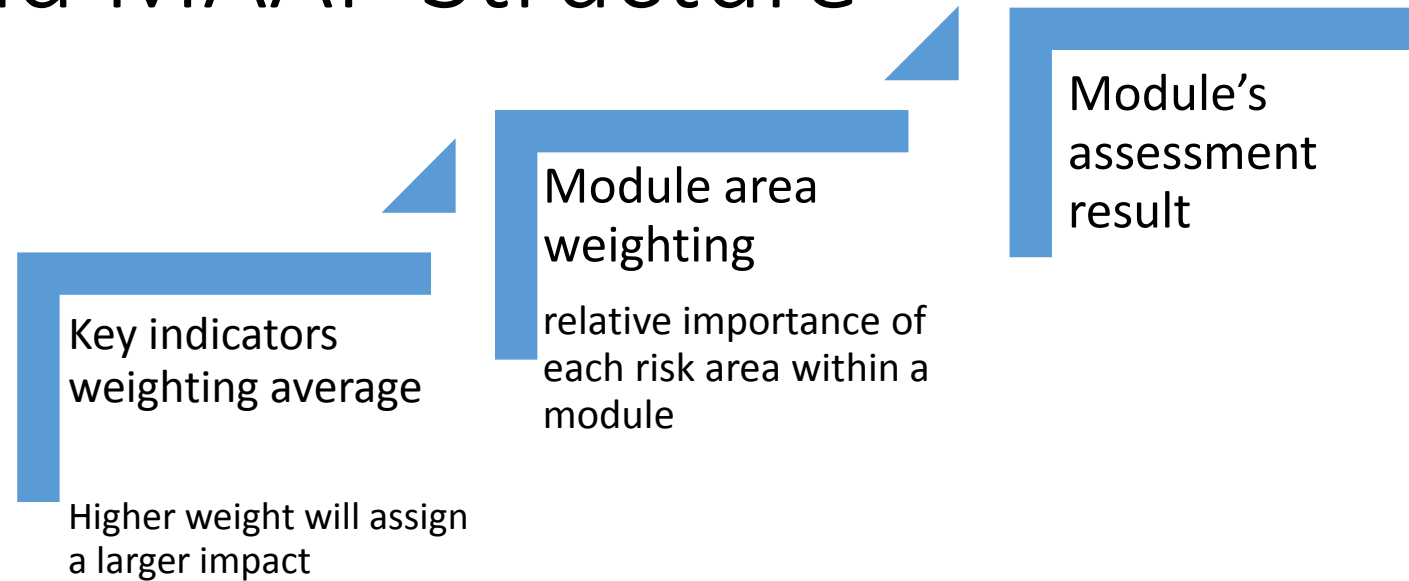 Structure
Key indicators
weighting average
Higher weight will assign
a larger impact
Module area
weighting
relative importance of
each risk area within a
module
Module’s
assessment
result